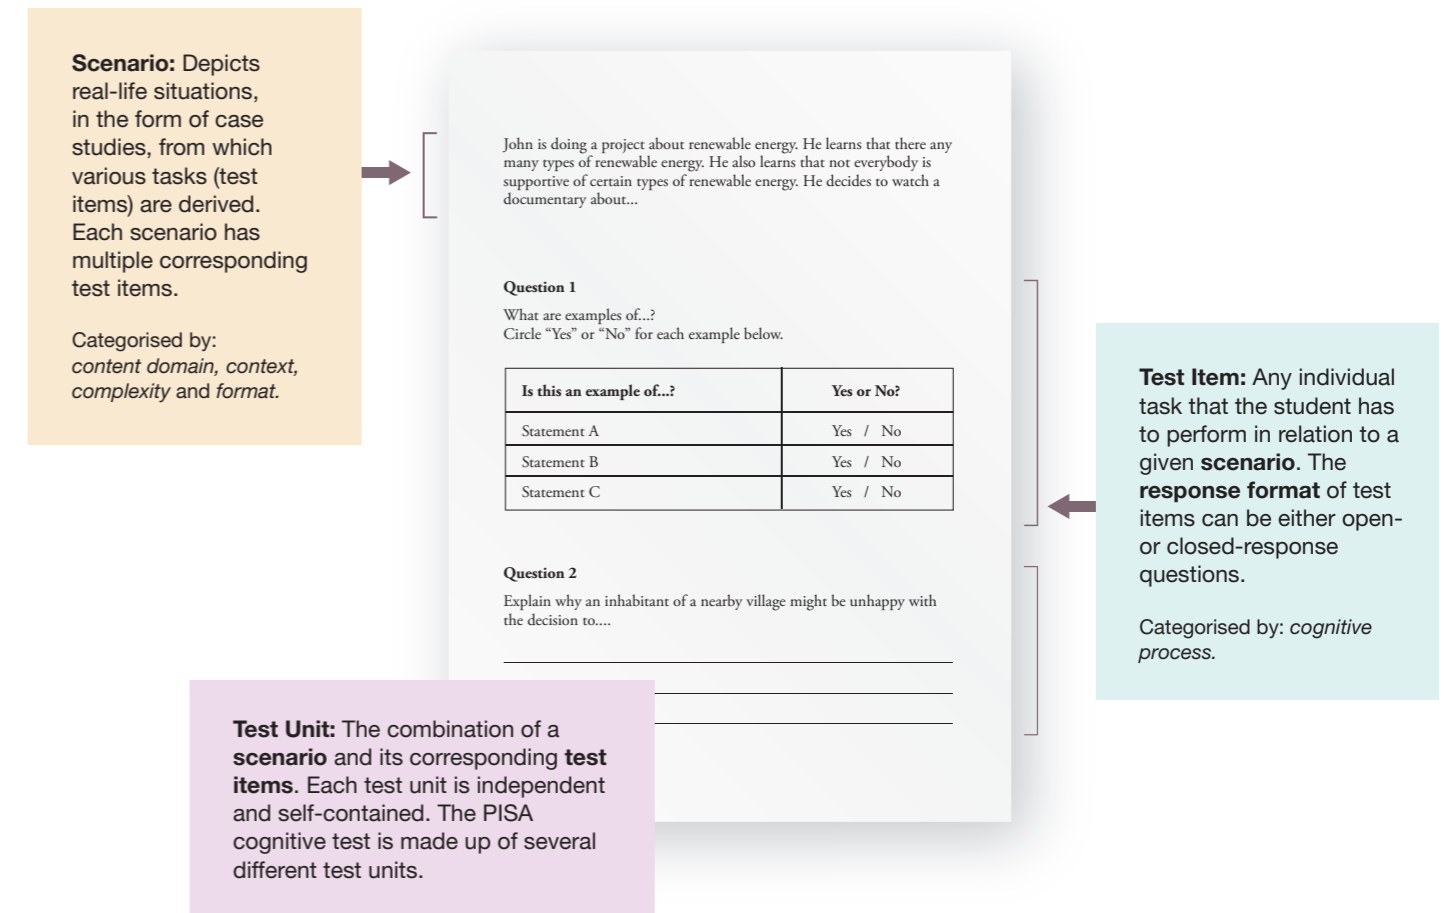 Scenario: Depicts
real-life situations,
in the form of case
studies, from which
various tasks (test
items) are derived.
Each scenario has
multiple corresponding
test items.
Categorised by:
content domain, context,
complexity and format.
John is doing a project about renewable energy. He learns that there any
many types of renewable energy. He also learns that not everybody is
supportive of certain types of renewable energy. He decides to watch a
documentary about...
Question 1
What are examples of...?
Circle “Yes” or “No” for each example below.
Is this an example of...? Yes or No?
Statement A Yes / No
Statement B Yes / No
Statement C Yes / No
Question 2
Explain why an inhabitant of a nearby village might be unhappy with
the decision to....
Test Item: Any individual
task that the student has
to perform in relation to a
given scenario. The
response format of test
items can be either open-
or closed-response
questions.
Categorised by: cognitive
process.
Test Unit: The combination of a
scenario and its corresponding test
items. Each test unit is independent
and self-contained. The PISA
cognitive test is made up of several
different test units.